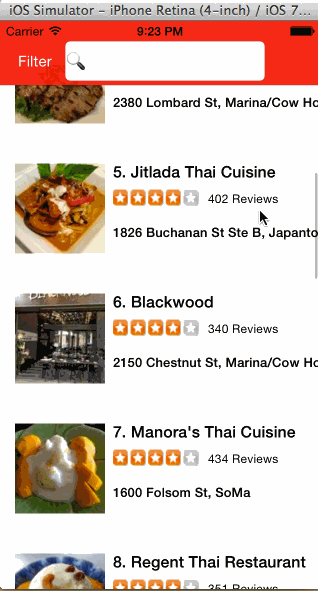 iOS Simulator - iPhone Retina (4-inch) / iOS 7...
Carrier 9:23 PM
Filter
2380 Lombard St, Marina/Cow Ho
5. Jitlada Thai Cuisine
402 Reviews
1826 Buchanan St Ste B, Japanto
6. Blackwood
340 Reviews
2150 Chestnut St, Marina/Cow Ho
7. Manora's Thai Cuisine
434 Reviews
1600 Folsom St, SoMa
8. Regent Thai Restaurant
351 Reviews